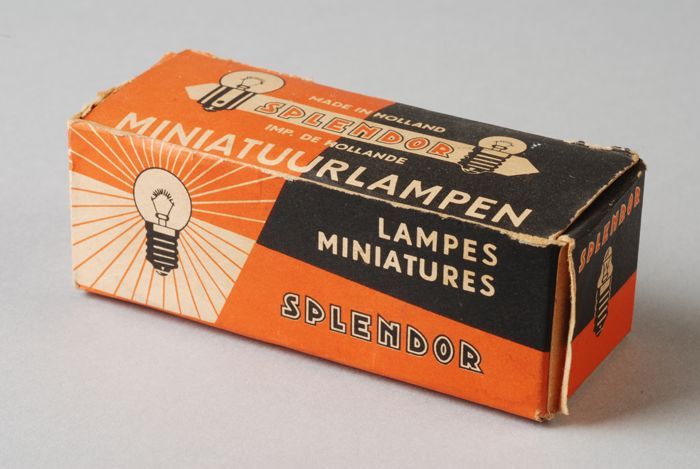 MADE IN HOLLAND
SPLENDOR
IMP. DE HOLLANDE
MINIATUURLAMPEN
LAMPES
MINIATURES
SPLENDOR
SPLENDOR